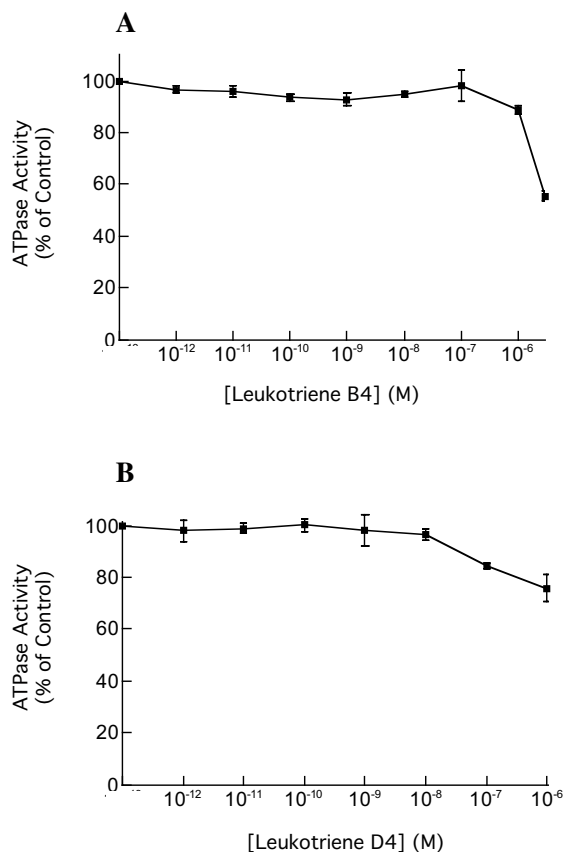 A
ATPase Activity
(% of Control)
100
80
60
40
20
0
10⁻¹² 10⁻¹¹ 10⁻¹⁰ 10⁻⁹ 10⁻⁸ 10⁻⁷ 10⁻⁶
[Leukotriene B4] (M)
B
ATPase Activity
(% of Control)
100
80
60
40
20
0
10⁻¹² 10⁻¹¹ 10⁻¹⁰ 10⁻⁹ 10⁻⁸ 10⁻⁷ 10⁻⁶
[Leukotriene D4] (M)